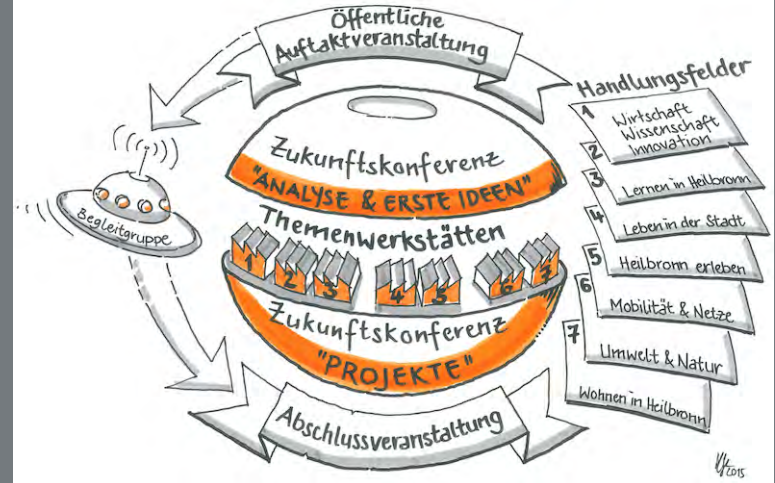 Öffentliche
Auftaktveranstaltung
Zukunftskonferenz
"ANALYSE & ERSTE IDEEN"
Themenwerkstätten
1 2 3 4 5 6 7
Zukunftskonferenz
"PROJEKTE"
Abschlussveranstaltung
Begleitgruppe
Handlungsfelder
1
Wirtschaft
Wissenschaft
Innovation
2
Lernen in Heilbronn
3
Leben in der Stadt
4
Heilbronn erleben
5
Mobilität & Netze
6
Umwelt & Natur
7
Wohnen in Heilbronn
2015